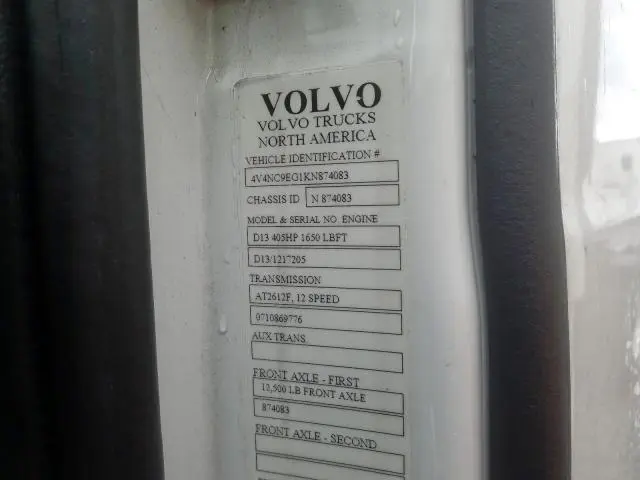 VOLVO
VOLVO TRUCKS
NORTH AMERICA
VEHICLE IDENTIFICATION #
4V4NC9EG1KN874083
CHASSIS ID N 874083
MODEL & SERIAL NO. ENGINE
D13 405HP 1650 LBFT
D13/1217205
TRANSMISSION
AT2612F, 12 SPEED
0710869776
AUX TRANS
FRONT AXLE - FIRST
12,500 LB FRONT AXLE
874083
FRONT AXLE - SECOND